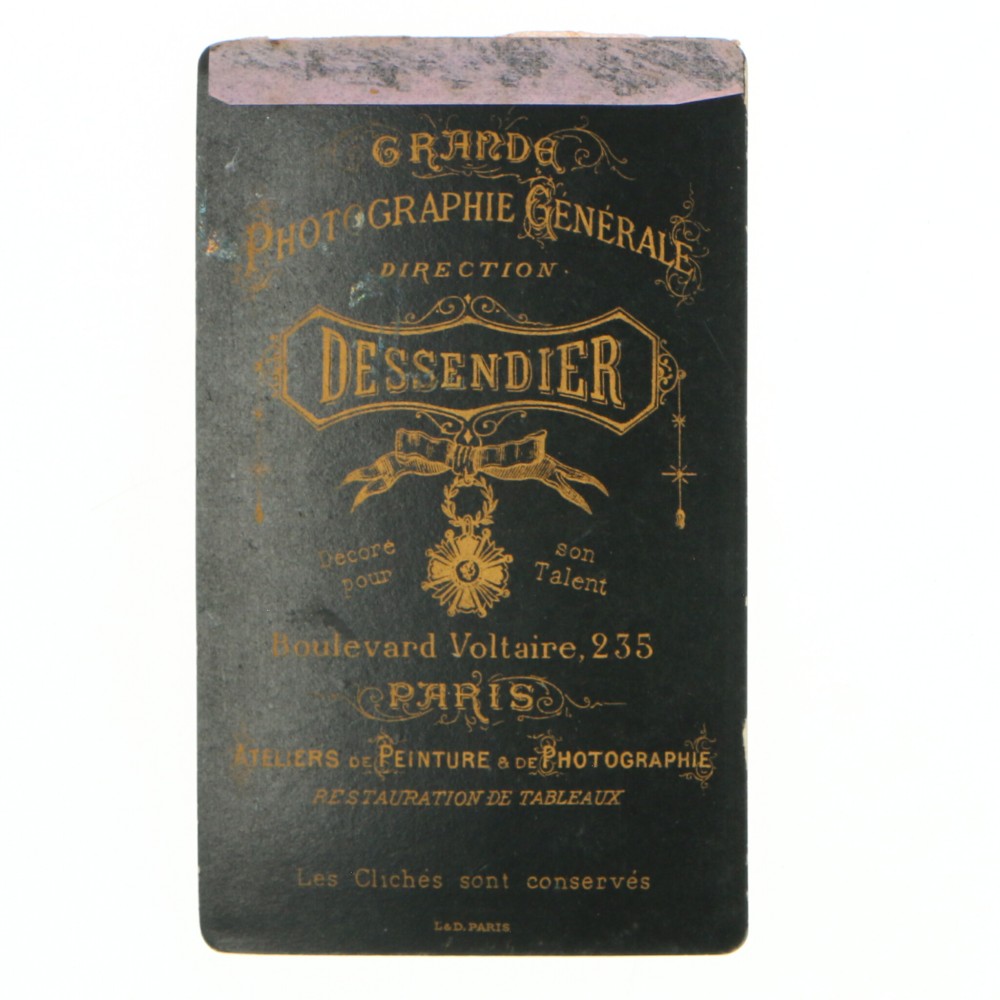 GRANDE
PHOTOGRAPHIE GÉNÉRALE
DIRECTION
DESSENDIER
Décoré pour son Talent
Boulevard Voltaire, 235
PARIS
ATELIERS DE PEINTURE & DE PHOTOGRAPHIE
RESTAURATION DE TABLEAUX
Les Clichés sont conservés
L&D. PARIS